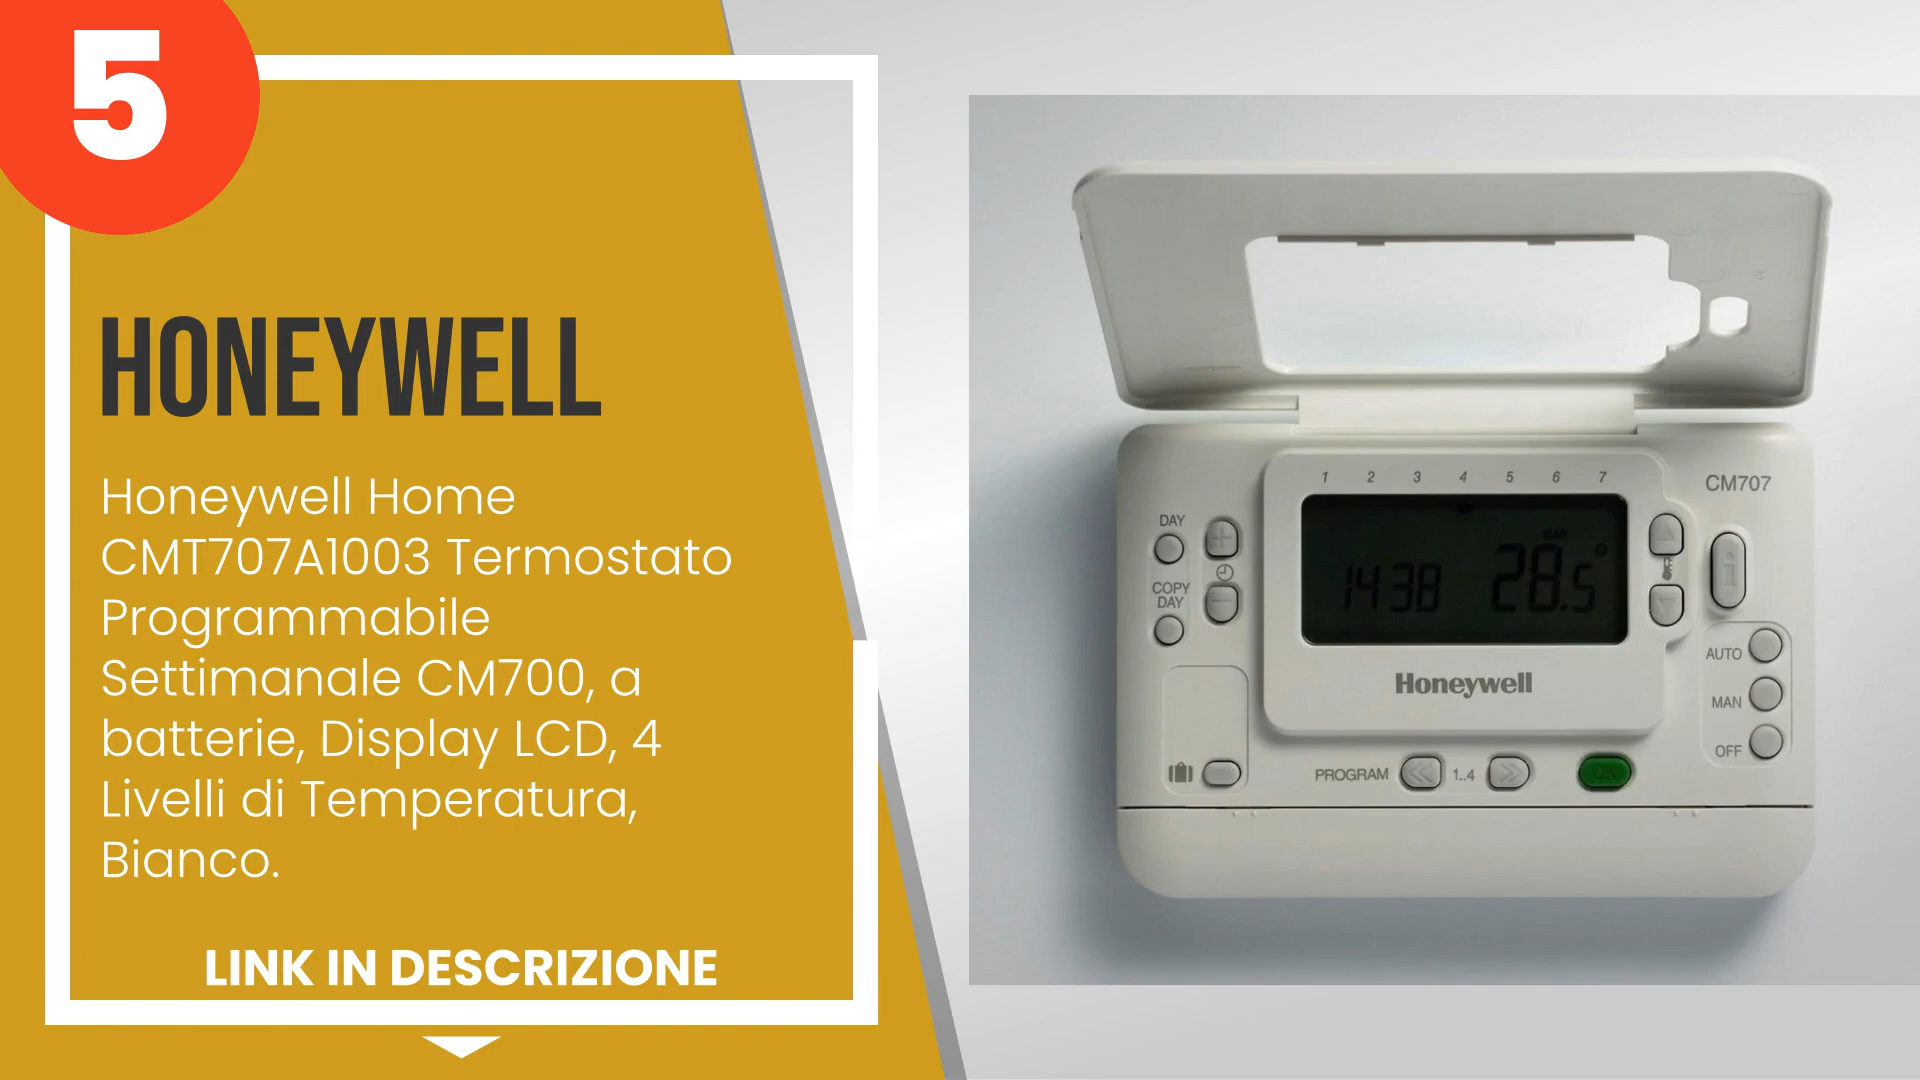 5
HONEYWELL
Honeywell Home
CMT707A1003 Termostato
Programmabile
Settimanale CM700, a
batterie, Display LCD, 4
Livelli di Temperatura,
Bianco.
LINK IN DESCRIZIONE
1 2 3 4 5 6 7
CM707
DAY
COPY
DAY
MAN
14 38 28.5
AUTO
MAN
OFF
Honeywell
PROGRAM 1..4
OK